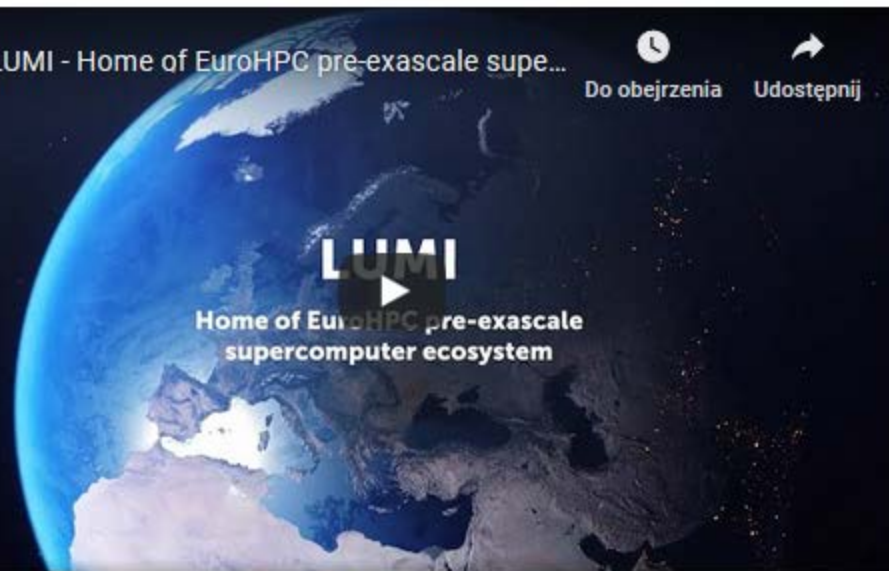 LUMI - Home of EuroHPC pre-exascale supe...
Do obejrzenia
Udostępnij
LUMI
Home of EuroHPC pre-exascale
supercomputer ecosystem